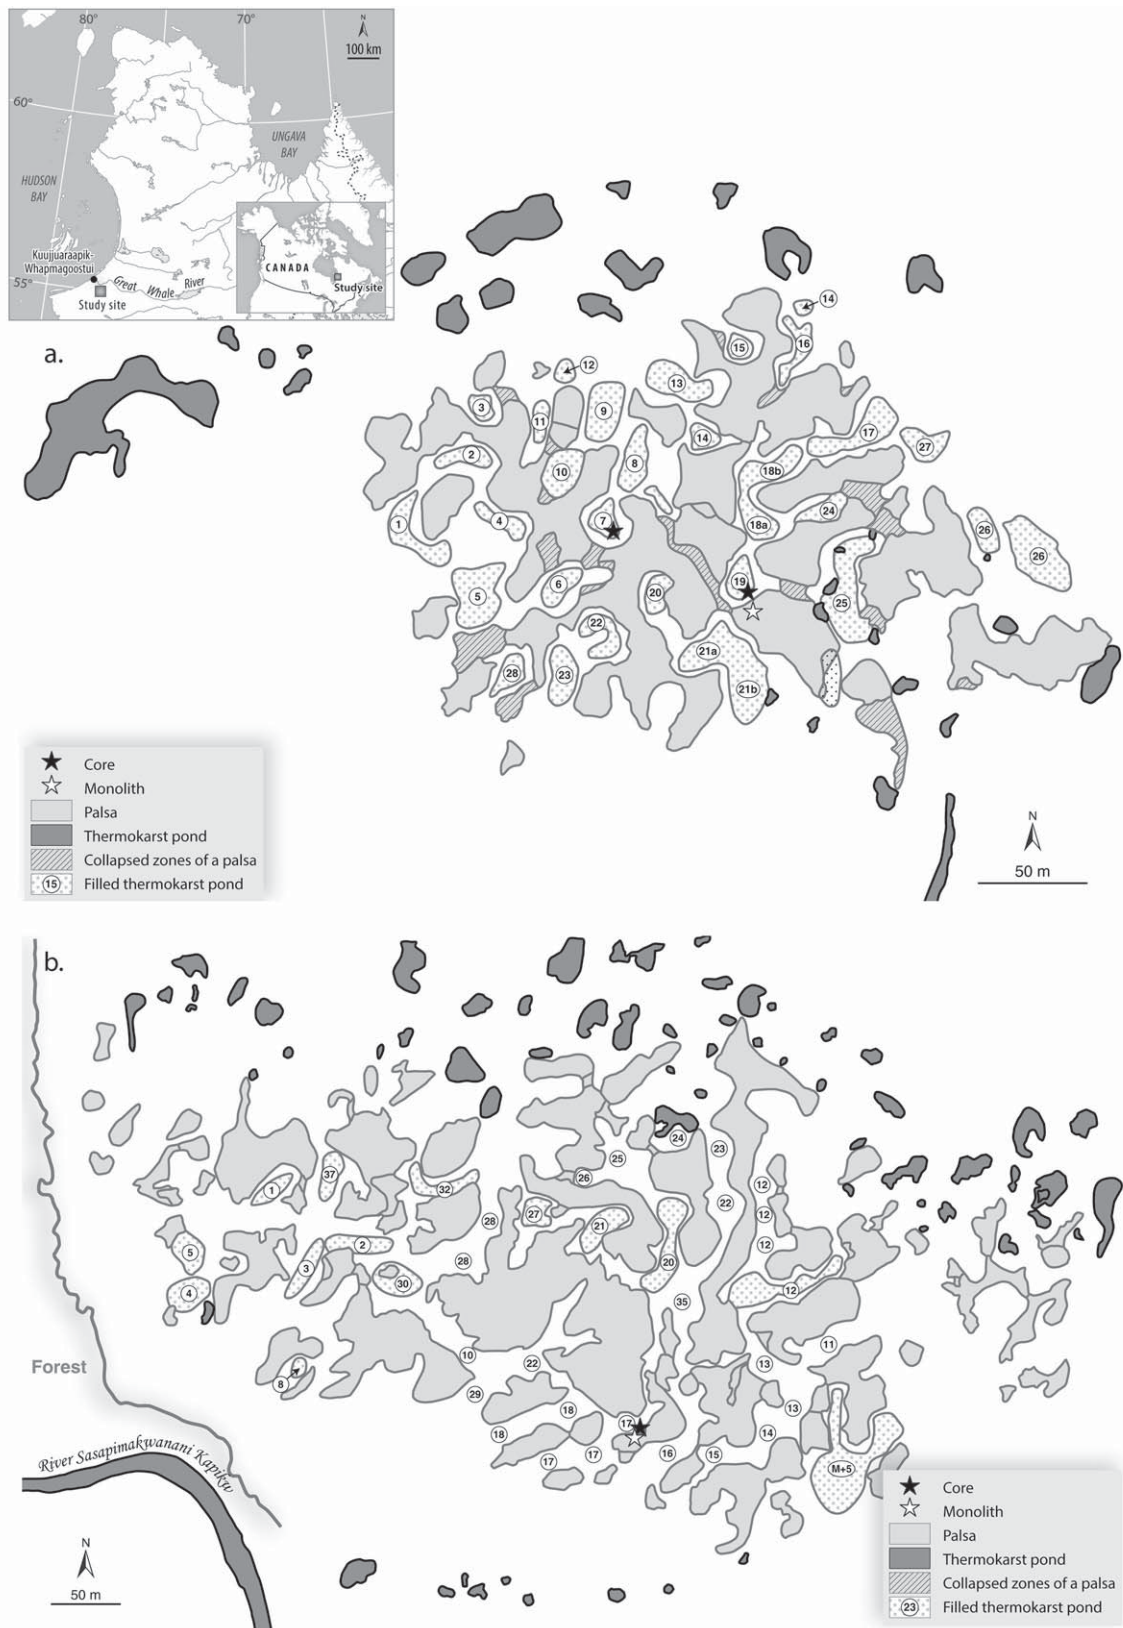 80°
70°
N
100 km
60°
UNGAVA
BAY
HUDSON
BAY
Kuujjuaraapik-
Whapmagoostui
CANADA
Study site
55°
Great Whale River
Study site
a.
14
15
16
12
13
3
9
11
17
14
27
2
8
10
18b
24
1
4
7
18a
26
26
5
6
19
20
25
22
21a
28
23
21b
Core
Monolith
Palsa
Thermokarst pond
Collapsed zones of a palsa
15 Filled thermokarst pond
N
50 m
b.
24
23
25
37
26
1
32
12
22
27
28
12
21
5
2
12
28
20
3
30
4
12
35
11
10
22
13
Forest
8
29
18
13
17
18
14
17
17
16
15
M+5
River Sasapimakwanani Kapikw
Core
Monolith
Palsa
Thermokarst pond
Collapsed zones of a palsa
23 Filled thermokarst pond
N
50 m